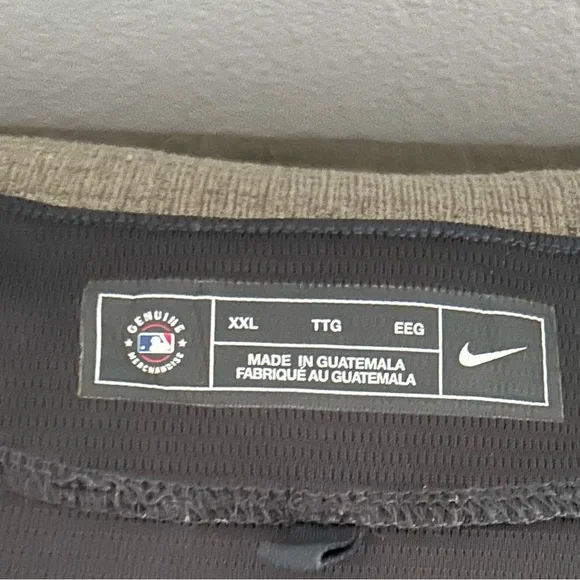 GENUINE
MERCHANDISE
XXL TTG EEG
MADE IN GUATEMALA
FABRIQUÉ AU GUATEMALA